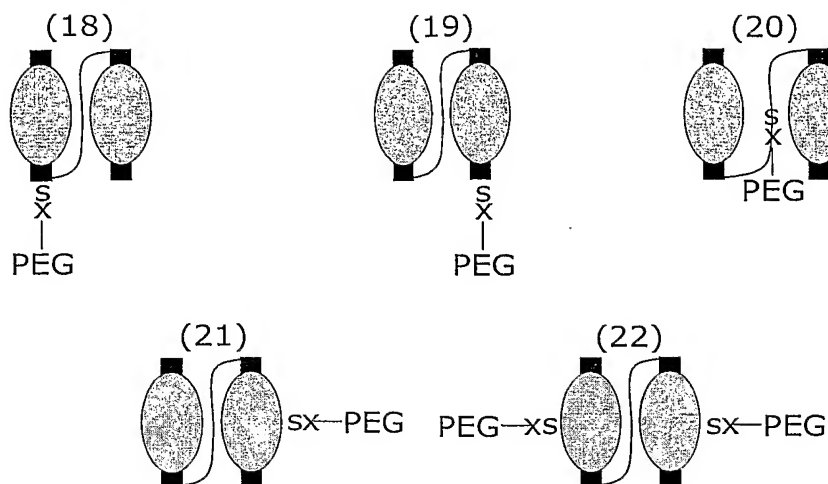 (18)
S
X
PEG
(19)
S
X
PEG
(20)
S
X
PEG
(21)
SX—PEG
(22)
PEG—XS
SX—PEG